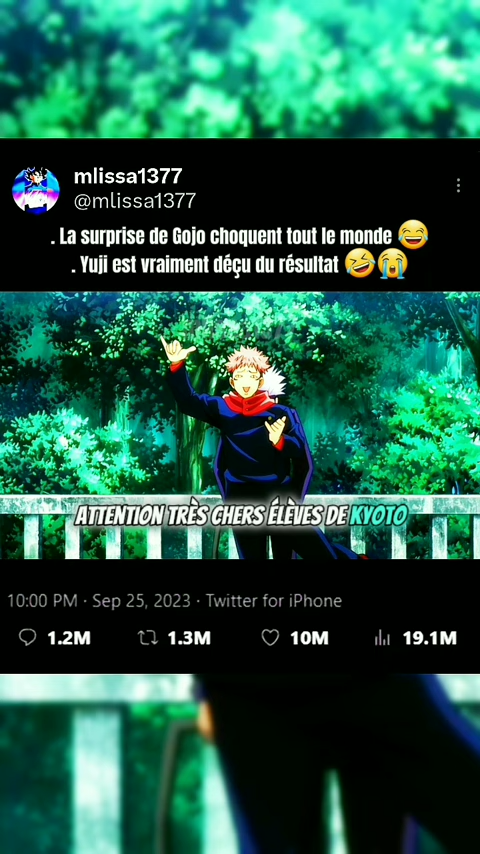 mlissa1377
@mlissa1377
. La surprise de Gojo choquent tout le monde 😂
. Yuji est vraiment déçu du résultat 🤣😭
ATTENTION TRÈS CHERS ÉLÈVES DE KYOTO
10:00 PM · Sep 25, 2023 · Twitter for iPhone
1.2M 1.3M 10M 19.1M